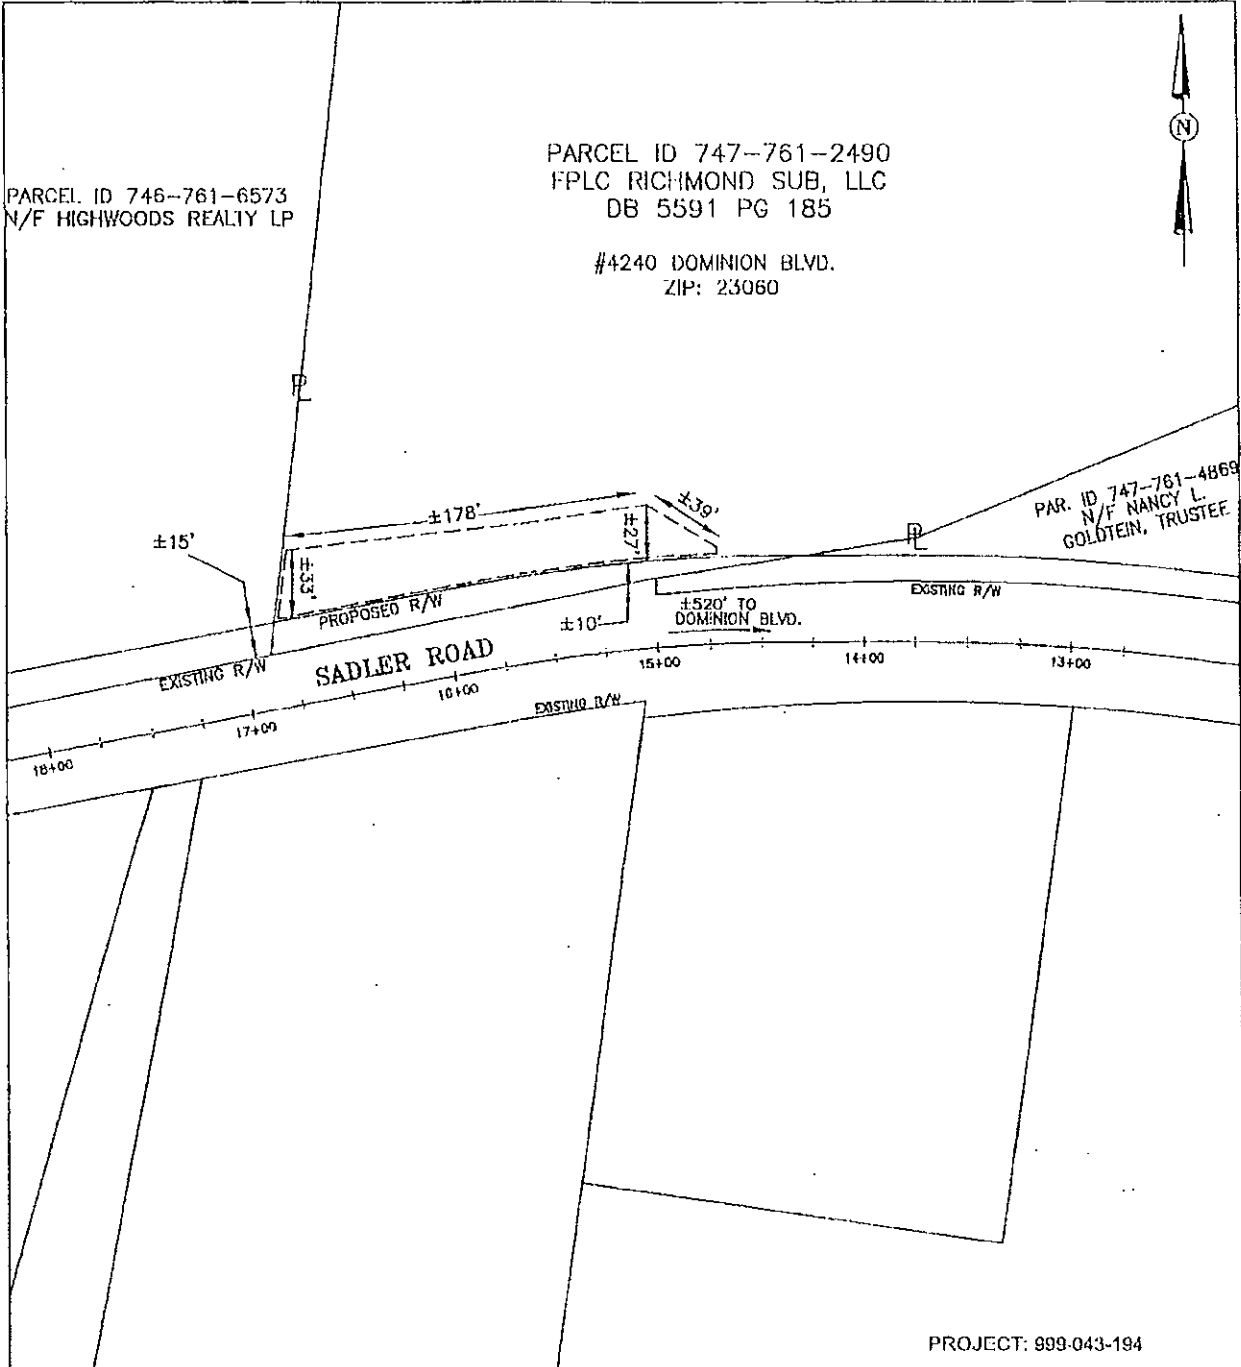 PARCEL ID 747-761-2490
FPLC RICHMOND SUB, LLC
DB 5591 PG 185
#4240 DOMINION BLVD.
ZIP: 23060
N
PARCEL ID 746-761-6573
N/F HIGHWOODS REALTY LP
PL
±178'
±39'
±27'
±33'
±15'
PL
PAR. ID 747-761-4869
N/F NANCY L.
GOLDTEIN, TRUSTEE
PROPOSED R/W
±10'
±520' TO
DOMINION BLVD.
EXISTING R/W
EXISTING R/W
SADLER ROAD
EXISTING R/W
18+00
17+00
16+00
15+00
14+00
13+00
PROJECT: 999-043-194